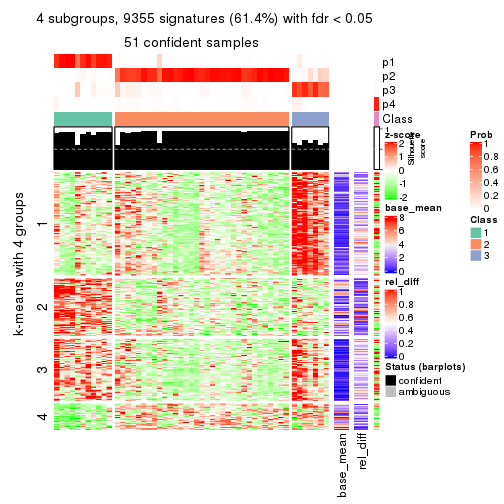 4 subgroups, 9355 signatures (61.4%) with fdr < 0.05
51 confident samples
p1
p2
p3
p4
Class
1
Silhouette
score
k-means with 4 groups
1
2
3
4
base_mean
rel_diff
z-score
2
1
0
-1
-2
base_mean
8
6
4
2
0
rel_diff
1
0.8
0.6
0.4
0.2
0
Status (barplots)
confident
ambiguous
Prob
1
0.8
0.6
0.4
0.2
0
Class
1
2
3